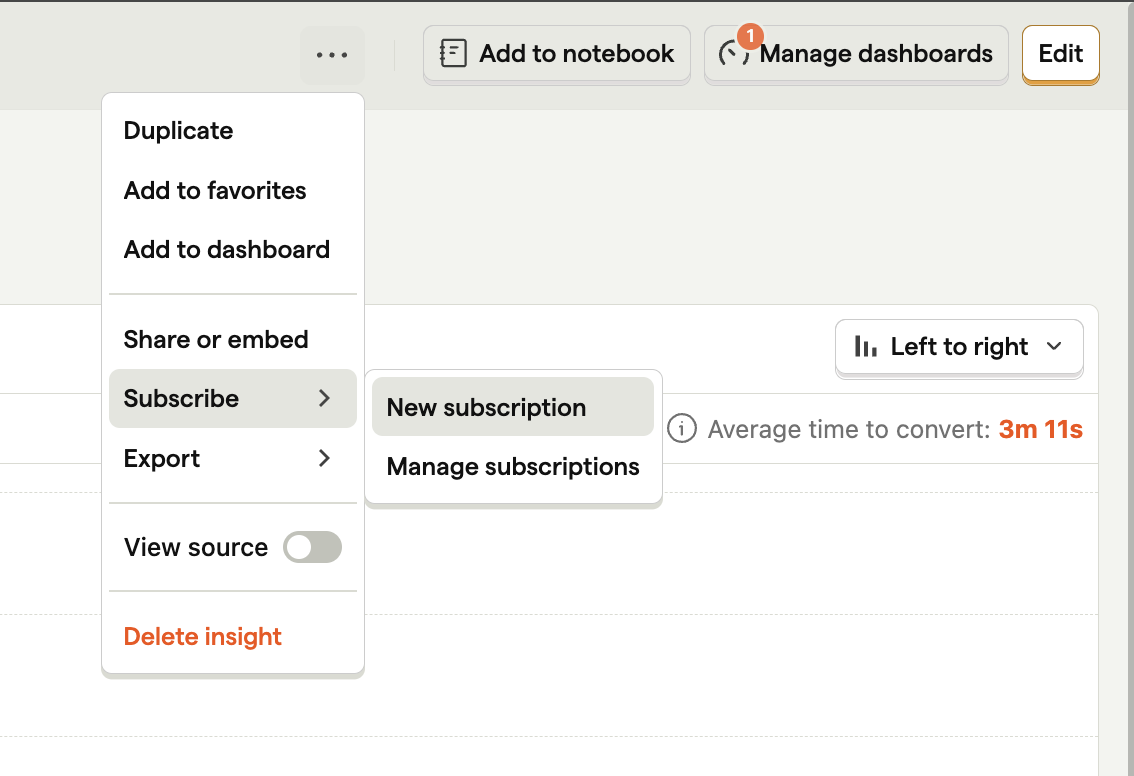 Add to notebook
1
Manage dashboards
Edit
Duplicate
Add to favorites
Add to dashboard
Share or embed
Subscribe
Export
View source
Delete insight
New subscription
Manage subscriptions
Left to right
Average time to convert: 3m 11s